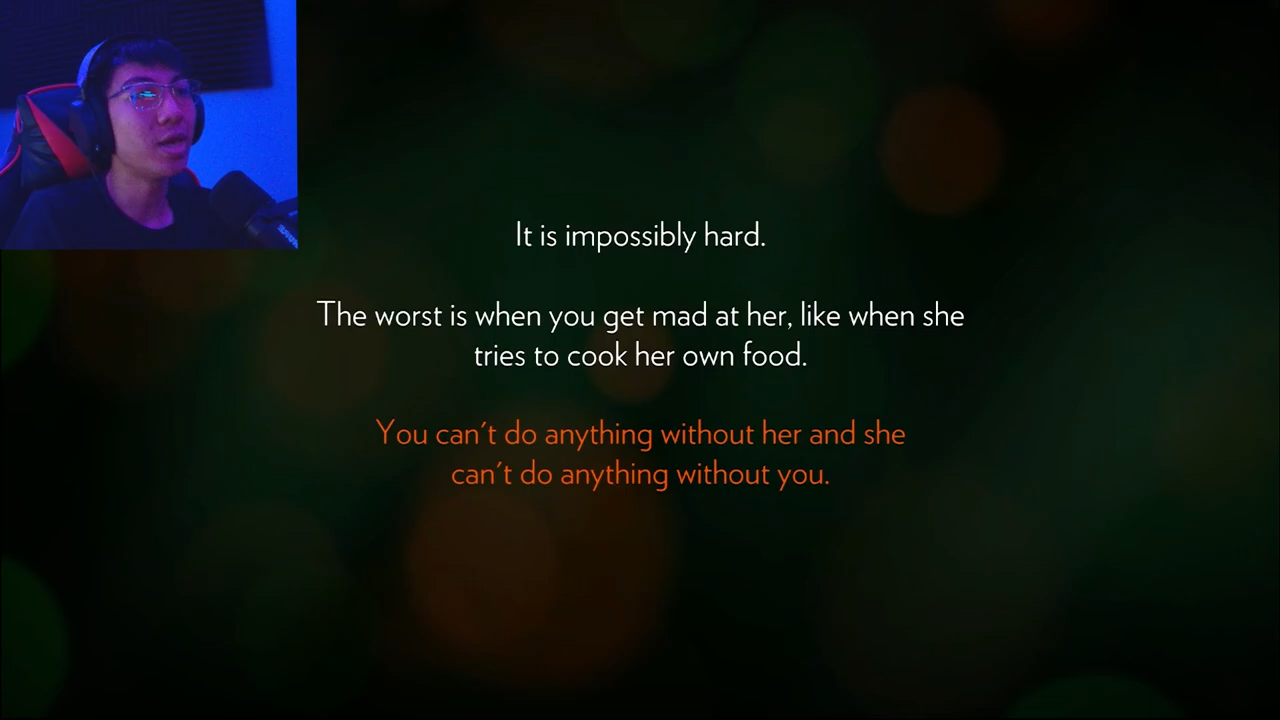 It is impossibly hard.
The worst is when you get mad at her, like when she
tries to cook her own food.
You can't do anything without her and she
can't do anything without you.